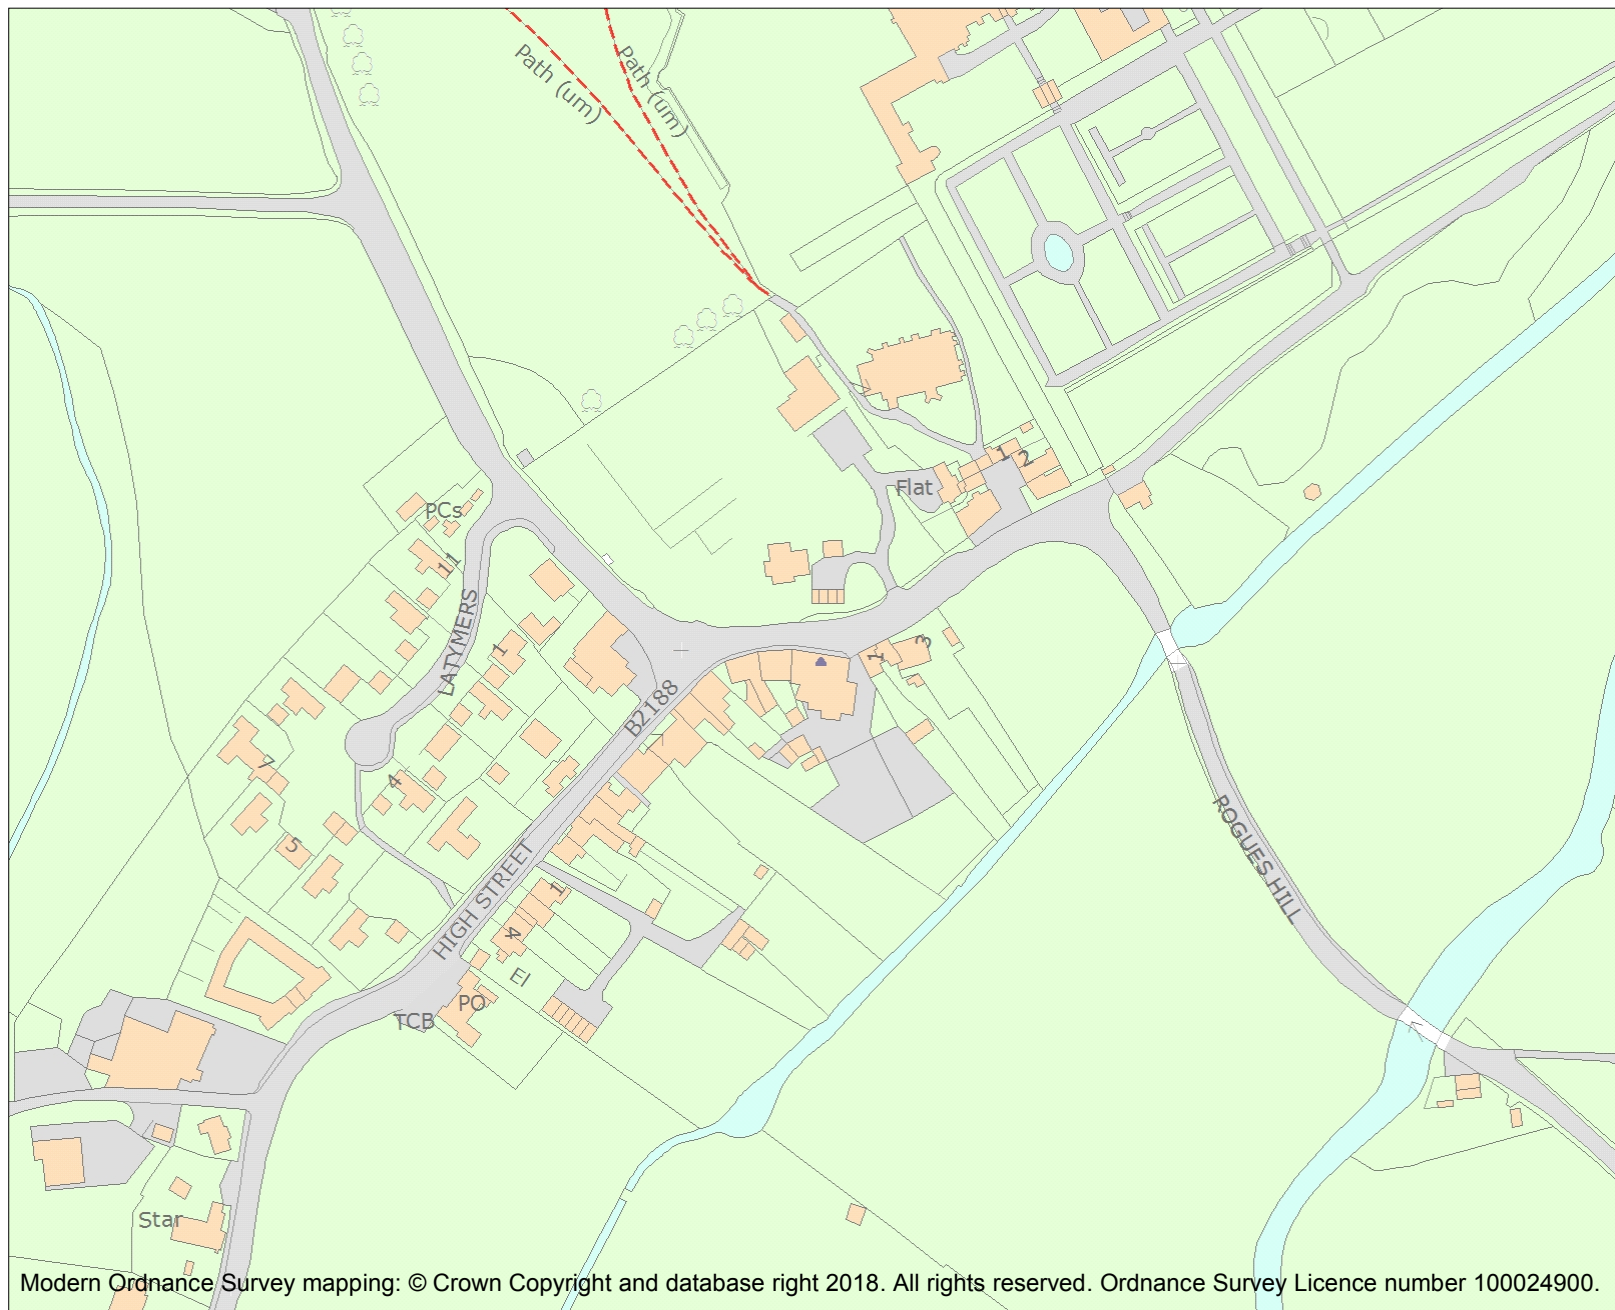 Path (um)
Path (um)
1
2
Flat
PCs
11
LATYMERS
1
3
1
B2188
7
4
5
ROGUES HILL
HIGH STREET
1
4
El
PO
TCB
Star
Modern Ordnance Survey mapping: © Crown Copyright and database right 2018. All rights reserved. Ordnance Survey Licence number 100024900.